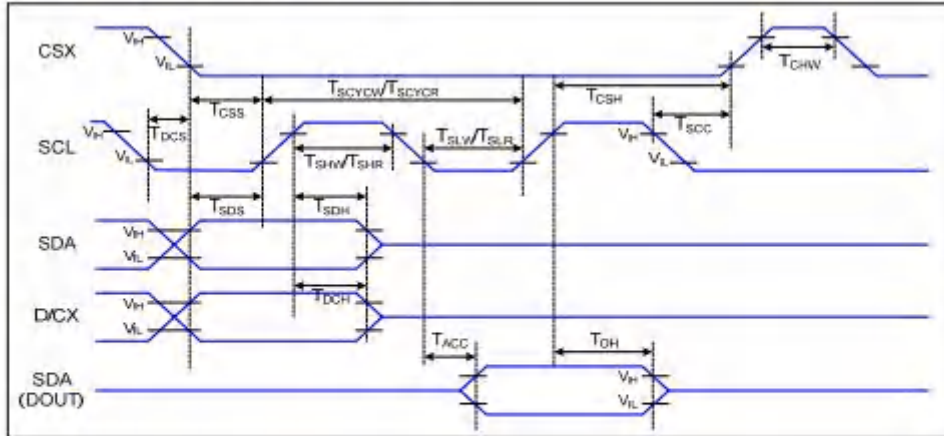 CSX
VIH
VIL
TCHW
TSCYCW/TSCYCR
TCSS
TCSH
TDCS
TSCC
SCL
VIH
VIL
TSHW/TSHR
TSLW/TSLR
VIH
VIL
TSDS
TSDH
SDA
VIH
VIL
TDCH
D/CX
VIH
VIL
TACC
TOH
SDA
(DOUT)
VIH
VIL